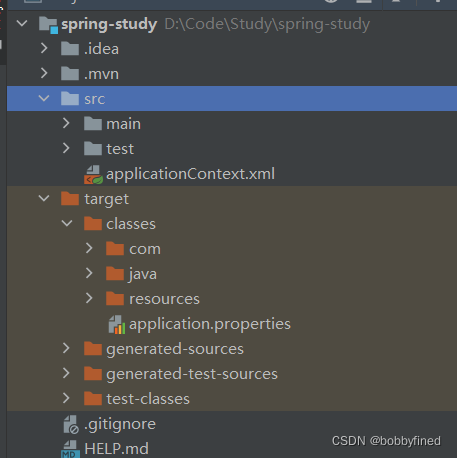 spring-study D:\Code\Study\spring-study
.idea
.mvn
src
main
test
applicationContext.xml
target
classes
com
java
resources
application.properties
generated-sources
generated-test-sources
test-classes
.gitignore
HELP.md
CSDN @bobbyfined